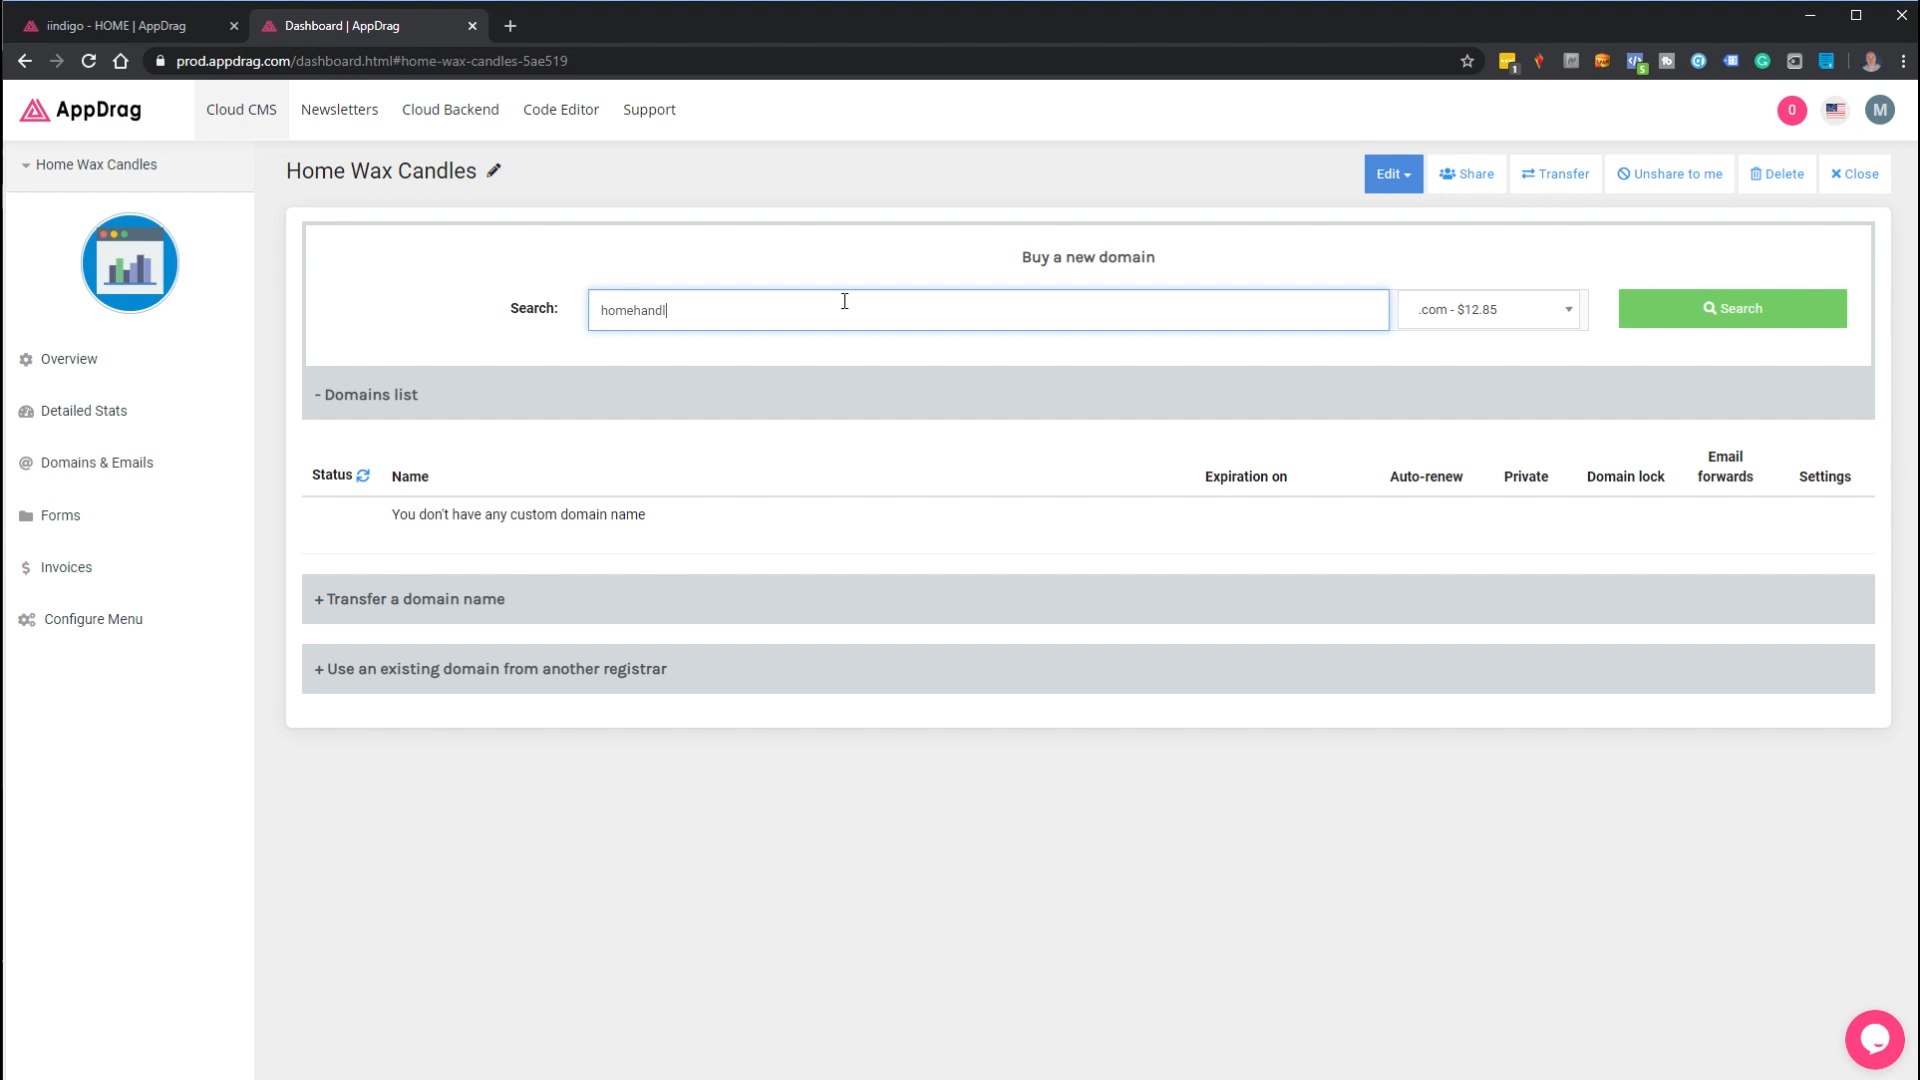 iindigo - HOME | AppDrag
Dashboard | AppDrag
prod.appdrag.com/dashboard.html#home-wax-candles-5ae519
1
5
AppDrag
Cloud CMS
Newsletters
Cloud Backend
Code Editor
Support
0
M
Home Wax Candles
Home Wax Candles
Edit
Share
Transfer
Unshare to me
Delete
Close
Buy a new domain
Search:
homehandl
.com - $12.85
Search
- Domains list
Status
Name
Expiration on
Auto-renew
Private
Domain lock
Email
forwards
Settings
You don't have any custom domain name
+ Transfer a domain name
+ Use an existing domain from another registrar
Overview
Detailed Stats
Domains & Emails
Forms
Invoices
Configure Menu